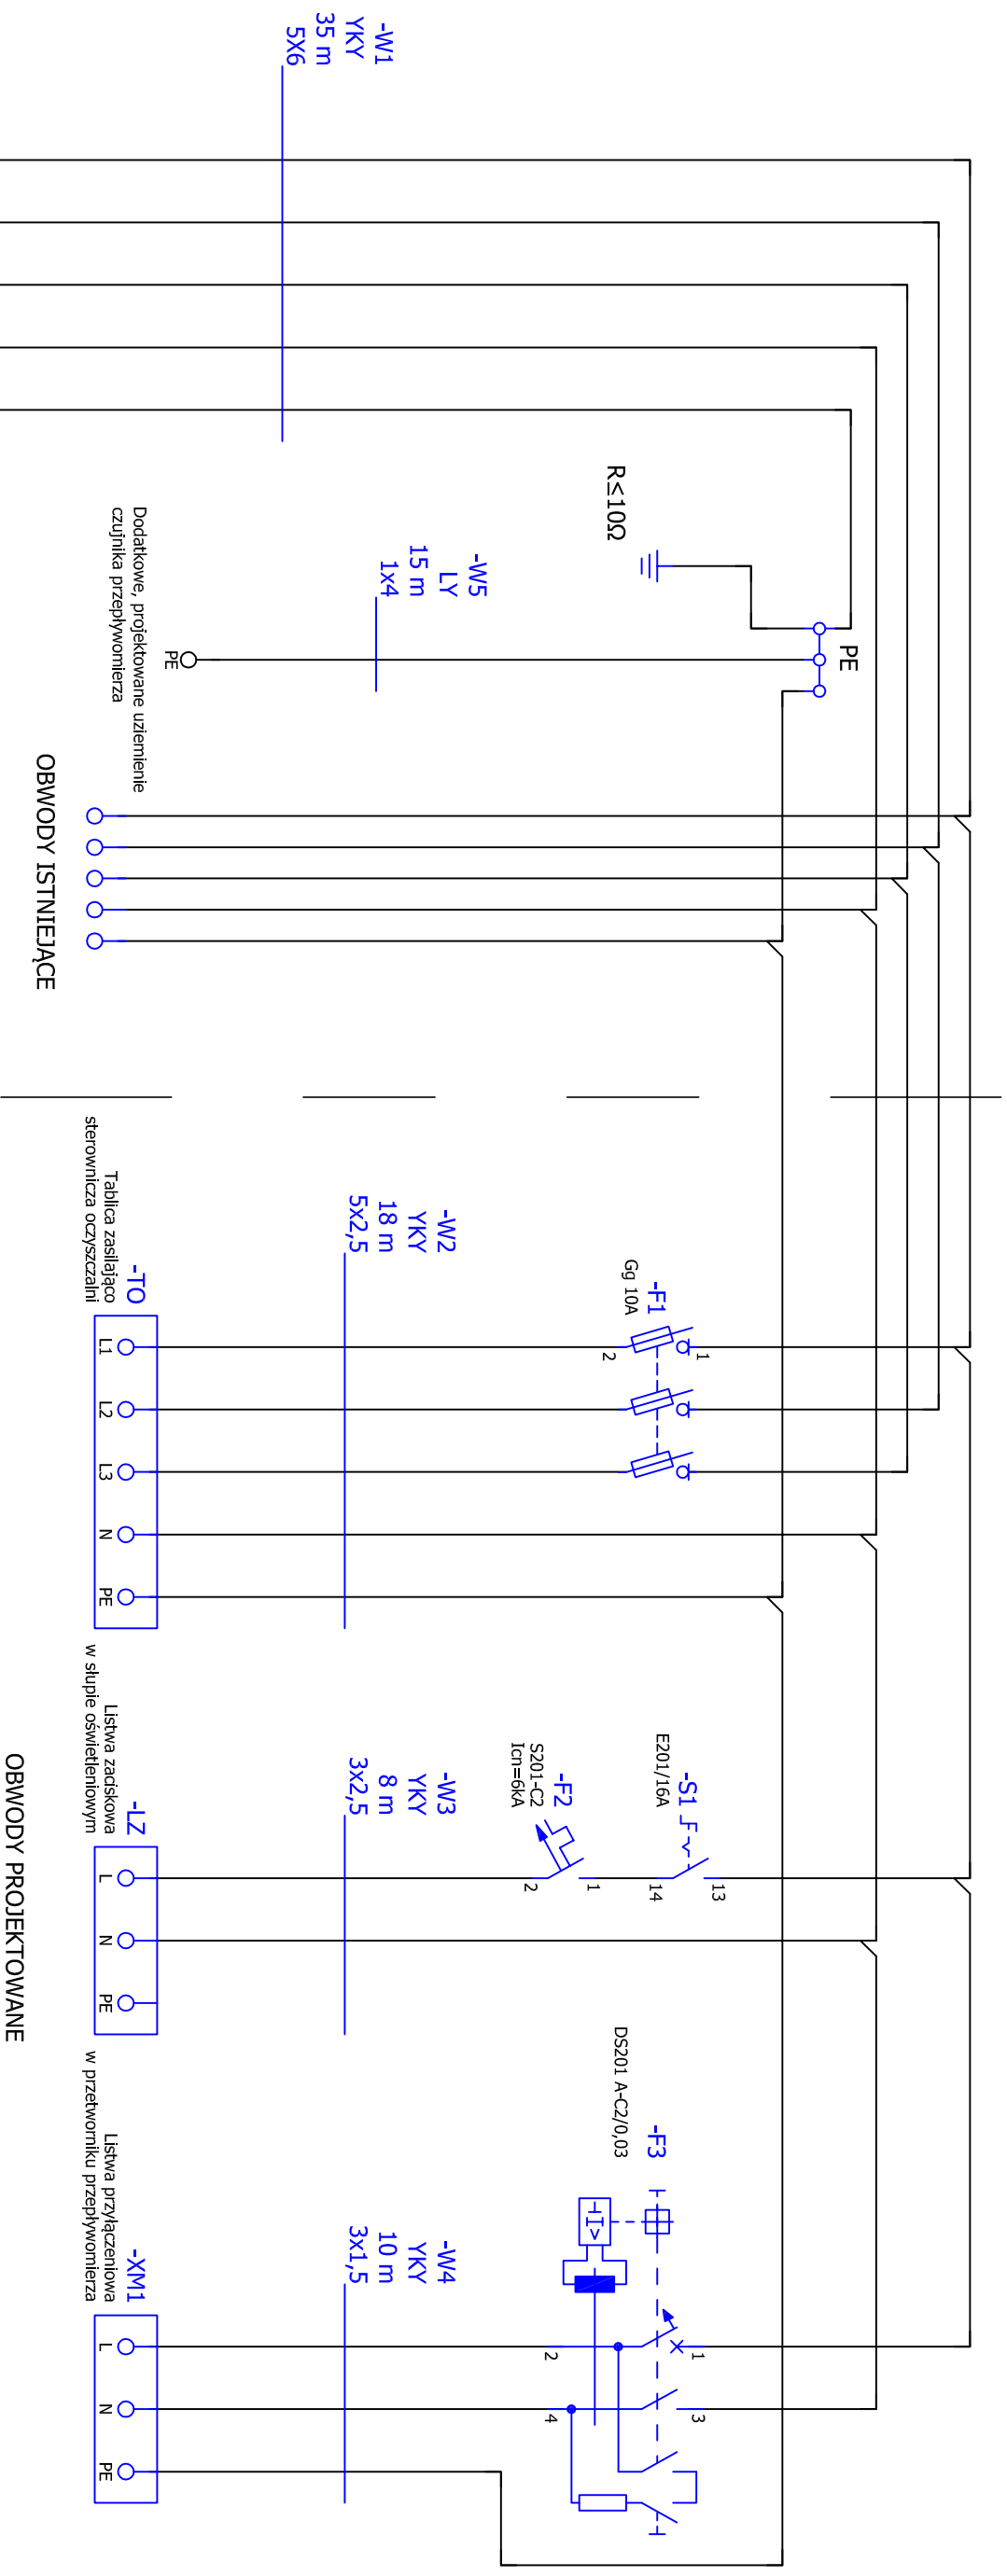 -W1
YKY
35 m
5X6
R≤10Ω
PE
-W5
LY
15 m
1x4
PE
Dodatkowe, projektowane uziemienie
czujnika przepływomierza
OBWODY ISTNIEJĄCE
-F1
Gg 10A
1
2
-W2
YKY
18 m
5x2,5
-TO
Tablica zasilająco
sterownicza oczyszczalni
L1
L2
L3
N
PE
-S1
E201/16A
13
14
-F2
S201-C2
Icn=6kA
1
2
-W3
YKY
8 m
3x2,5
-LZ
Listwa zaciskowa
w słupie oświetleniowym
L
N
PE
-F3
DS201 A-C2/0,03
I>
1
3
2
4
-W4
YKY
10 m
3x1,5
-XM1
Listwa przyłączeniowa
w przetworniku przepływomierza
L
N
PE
OBWODY PROJEKTOWANE